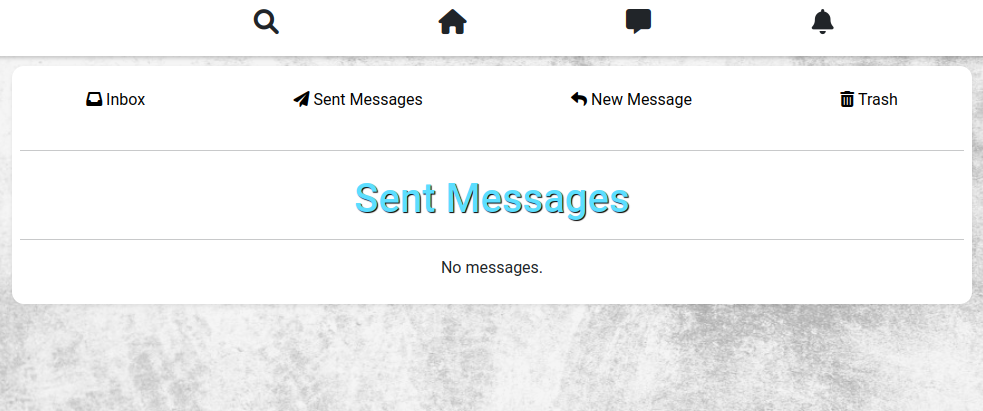 Inbox
Sent Messages
New Message
Trash
Sent Messages
No messages.